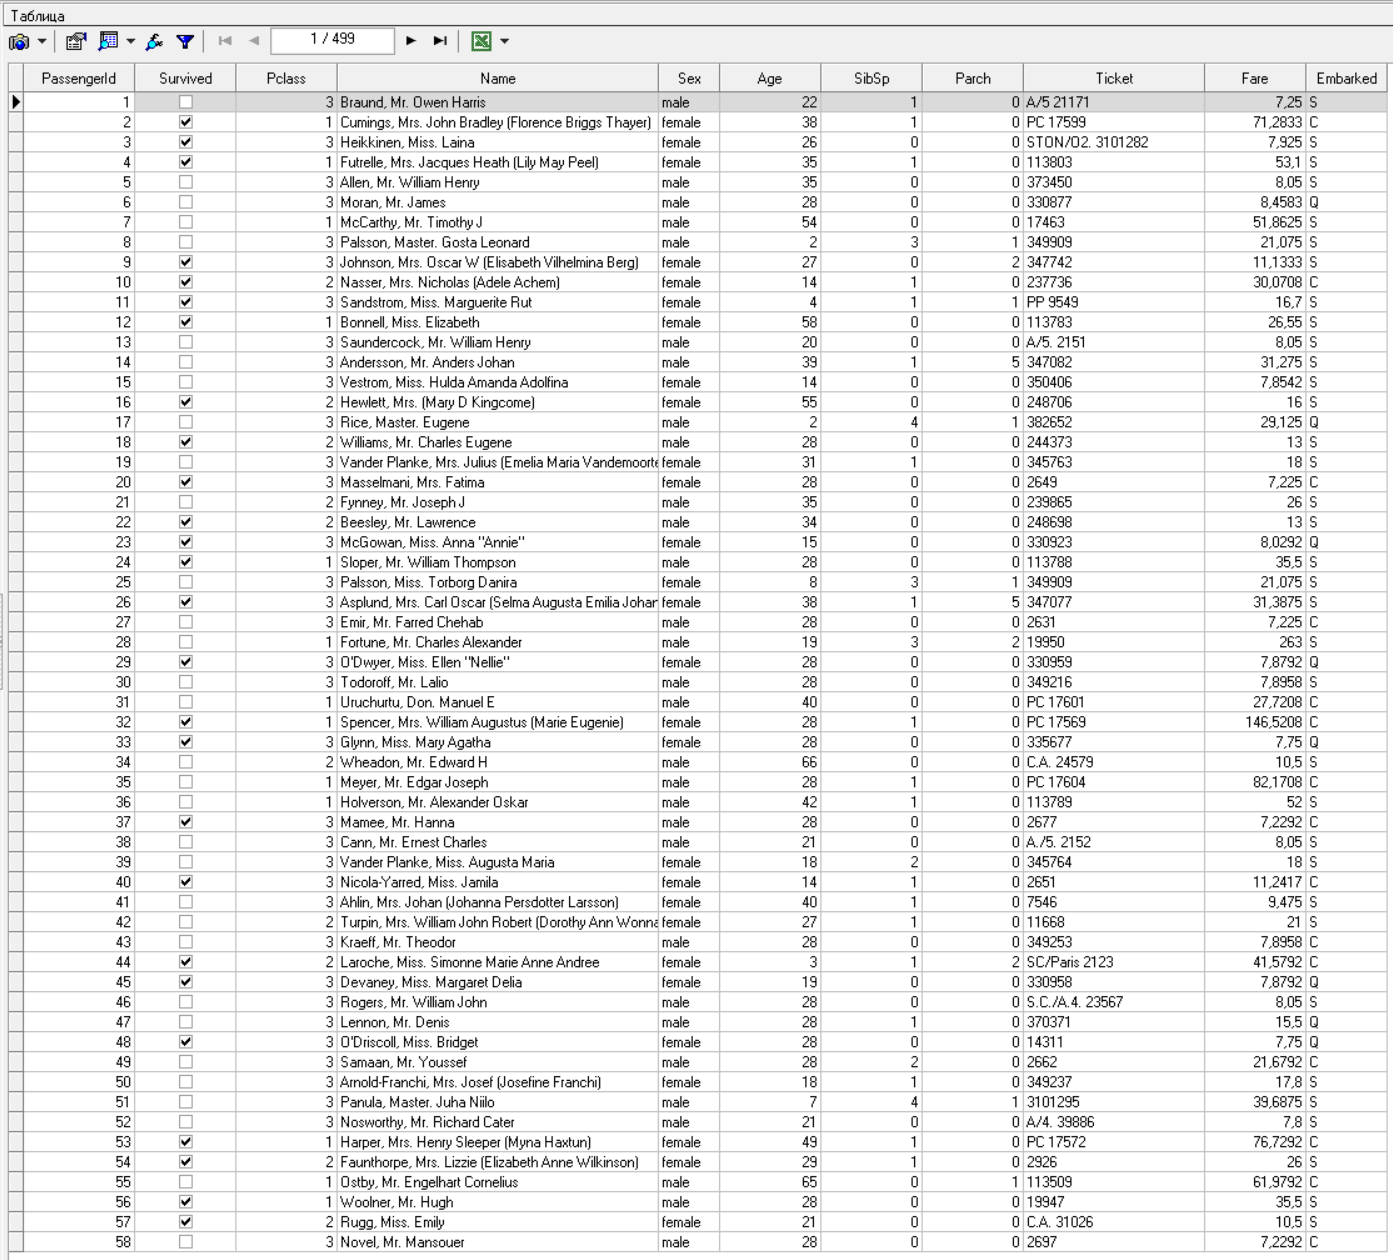 Таблица
1 / 499
PassengerId Survived Pclass Name Sex Age SibSp Parch Ticket Fare Embarked
1 3 Braund, Mr. Owen Harris male 22 1 0 A/5 21171 7,25 S
2 1 Cumings, Mrs. John Bradley (Florence Briggs Thayer) female 38 1 0 PC 17599 71,2833 C
3 3 Heikkinen, Miss. Laina female 26 0 0 STON/O2. 3101282 7,925 S
4 1 Futrelle, Mrs. Jacques Heath (Lily May Peel) female 35 1 0 113803 53,1 S
5 3 Allen, Mr. William Henry male 35 0 0 373450 8,05 S
6 3 Moran, Mr. James male 28 0 0 330877 8,4583 Q
7 1 McCarthy, Mr. Timothy J male 54 0 0 17463 51,8625 S
8 3 Palsson, Master. Gosta Leonard male 2 3 1 349909 21,075 S
9 3 Johnson, Mrs. Oscar W (Elisabeth Vilhelmina Berg) female 27 0 2 347742 11,1333 S
10 2 Nasser, Mrs. Nicholas (Adele Achem) female 14 1 0 237736 30,0708 C
11 3 Sandstrom, Miss. Marguerite Rut female 4 1 1 PP 9549 16,7 S
12 1 Bonnell, Miss. Elizabeth female 58 0 0 113783 26,55 S
13 3 Saundercock, Mr. William Henry male 20 0 0 A/5. 2151 8,05 S
14 3 Andersson, Mr. Anders Johan male 39 1 5 347082 31,275 S
15 3 Vestrom, Miss. Hulda Amanda Adolfina female 14 0 0 350406 7,8542 S
16 2 Hewlett, Mrs. (Mary D Kingcome) female 55 0 0 248706 16 S
17 3 Rice, Master. Eugene male 2 4 1 382652 29,125 Q
18 2 Williams, Mr. Charles Eugene male 28 0 0 244373 13 S
19 3 Vander Planke, Mrs. Julius (Emelia Maria Vandemoorte female 31 1 0 345763 18 S
20 3 Masselmani, Mrs. Fatima female 28 0 0 2649 7,225 C
21 2 Fynney, Mr. Joseph J male 35 0 0 239865 26 S
22 2 Beesley, Mr. Lawrence male 34 0 0 248698 13 S
23 3 McGowan, Miss. Anna "Annie" female 15 0 0 330923 8,0292 Q
24 1 Sloper, Mr. William Thompson male 28 0 0 113788 35,5 S
25 3 Palsson, Miss. Torborg Danira female 8 3 1 349909 21,075 S
26 3 Asplund, Mrs. Carl Oscar (Selma Augusta Emilia Johar female 38 1 5 347077 31,3875 S
27 3 Emir, Mr. Farred Chehab male 28 0 0 2631 7,225 C
28 1 Fortune, Mr. Charles Alexander male 19 3 2 19950 263 S
29 3 O'Dwyer, Miss. Ellen "Nellie" female 28 0 0 330959 7,8792 Q
30 3 Todoroff, Mr. Lalio male 28 0 0 349216 7,8958 S
31 1 Uruchurtu, Don. Manuel E male 40 0 0 PC 17601 27,7208 C
32 1 Spencer, Mrs. William Augustus (Marie Eugenie) female 28 1 0 PC 17569 146,5208 C
33 3 Glynn, Miss. Mary Agatha female 28 0 0 335677 7,75 Q
34 2 Wheadon, Mr. Edward H male 66 0 0 C.A. 24579 10,5 S
35 1 Meyer, Mr. Edgar Joseph male 28 1 0 PC 17604 82,1708 C
36 1 Holverson, Mr. Alexander Oskar male 42 1 0 113789 52 S
37 3 Mamee, Mr. Hanna male 28 0 0 2677 7,2292 C
38 3 Cann, Mr. Ernest Charles male 21 0 0 A./5. 2152 8,05 S
39 3 Vander Planke, Miss. Augusta Maria female 18 2 0 345764 18 S
40 3 Nicola-Yarred, Miss. Jamila female 14 1 0 2651 11,2417 C
41 3 Ahlin, Mrs. Johan (Johanna Persdotter Larsson) female 40 1 0 7546 9,475 S
42 2 Turpin, Mrs. William John Robert (Dorothy Ann Wonna female 27 1 0 11668 21 S
43 3 Kraeff, Mr. Theodor male 28 0 0 349253 7,8958 C
44 2 Laroche, Miss. Simonne Marie Anne Andree female 3 1 2 SC/Paris 2123 41,5792 C
45 3 Devaney, Miss. Margaret Delia female 19 0 0 330958 7,8792 Q
46 3 Rogers, Mr. William John male 28 0 0 S.C./A.4. 23567 8,05 S
47 3 Lennon, Mr. Denis male 28 1 0 370371 15,5 Q
48 3 O'Driscoll, Miss. Bridget female 28 0 0 14311 7,75 Q
49 3 Samaan, Mr. Youssef male 28 2 0 2662 21,6792 C
50 3 Arnold-Franchi, Mrs. Josef (Josefine Franchi) female 18 1 0 349237 17,8 S
51 3 Panula, Master. Juha Niilo male 7 4 1 3101295 39,6875 S
52 3 Nosworthy, Mr. Richard Cater male 21 0 0 A/4. 39886 7,8 S
53 1 Harper, Mrs. Henry Sleeper (Myna Haxtun) female 49 1 0 PC 17572 76,7292 C
54 2 Faunthorpe, Mrs. Lizzie (Elizabeth Anne Wilkinson) female 29 1 0 2926 26 S
55 1 Ostby, Mr. Engelhart Cornelius male 65 0 1 113509 61,9792 C
56 1 Woolner, Mr. Hugh male 28 0 0 19947 35,5 S
57 2 Rugg, Miss. Emily female 21 0 0 C.A. 31026 10,5 S
58 3 Novel, Mr. Mansouer male 28 0 0 2697 7,2292 C